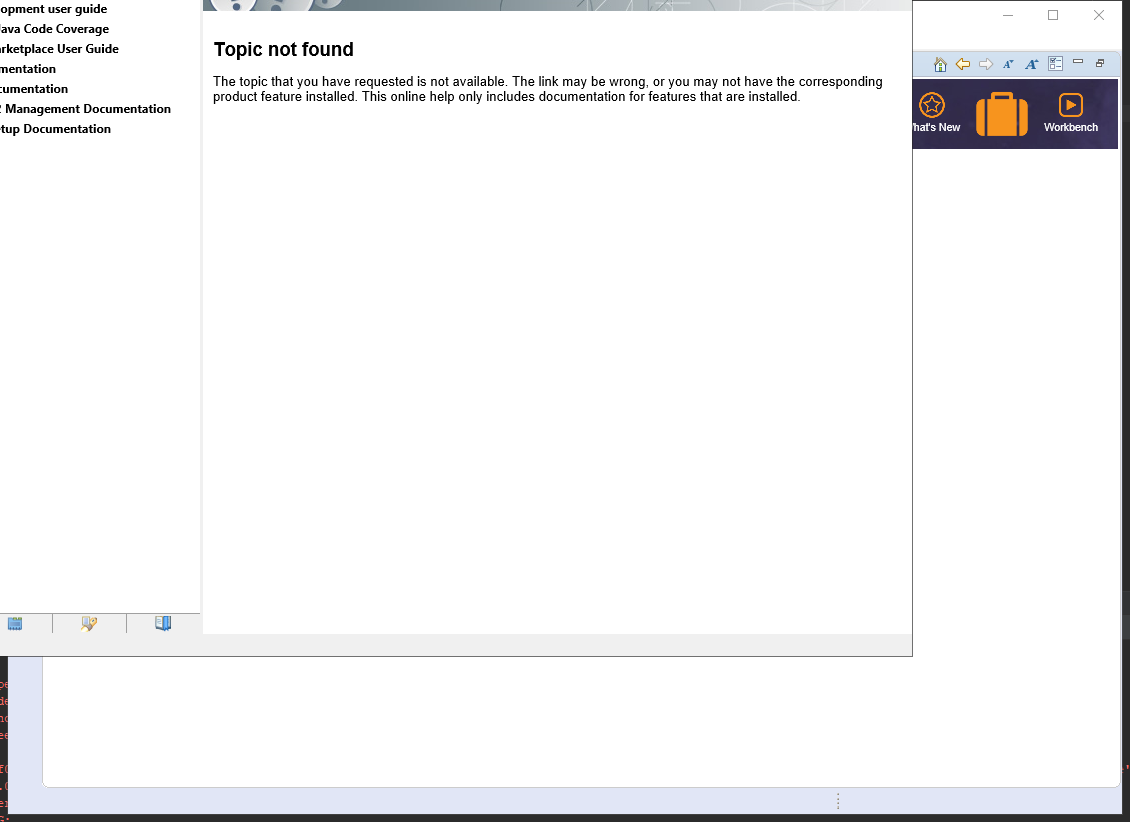 opment user guide
Java Code Coverage
arketplace User Guide
mentation
cumentation
Management Documentation
tup Documentation
Topic not found
The topic that you have requested is not available. The link may be wrong, or you may not have the corresponding
product feature installed. This online help only includes documentation for features that are installed.
hat's New
Workbench